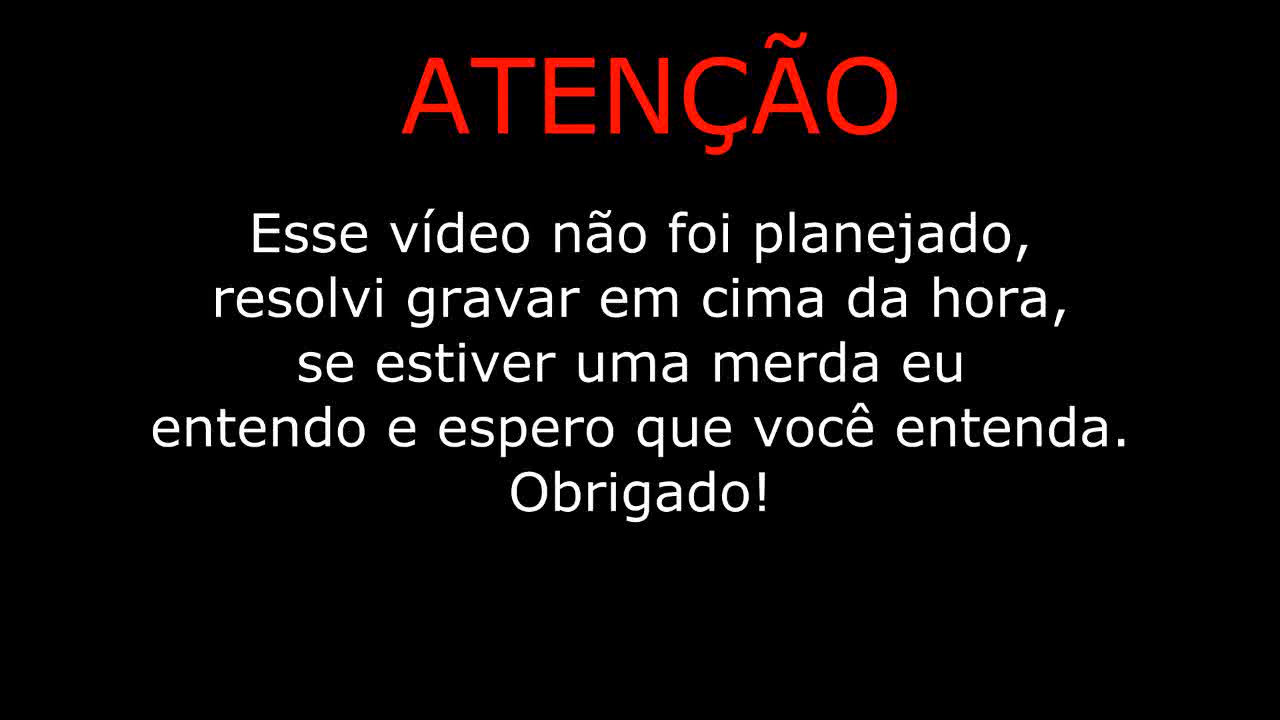 ATENÇÃO
Esse vídeo não foi planejado,
resolvi gravar em cima da hora,
se estiver uma merda eu
entendo e espero que você entenda.
Obrigado!